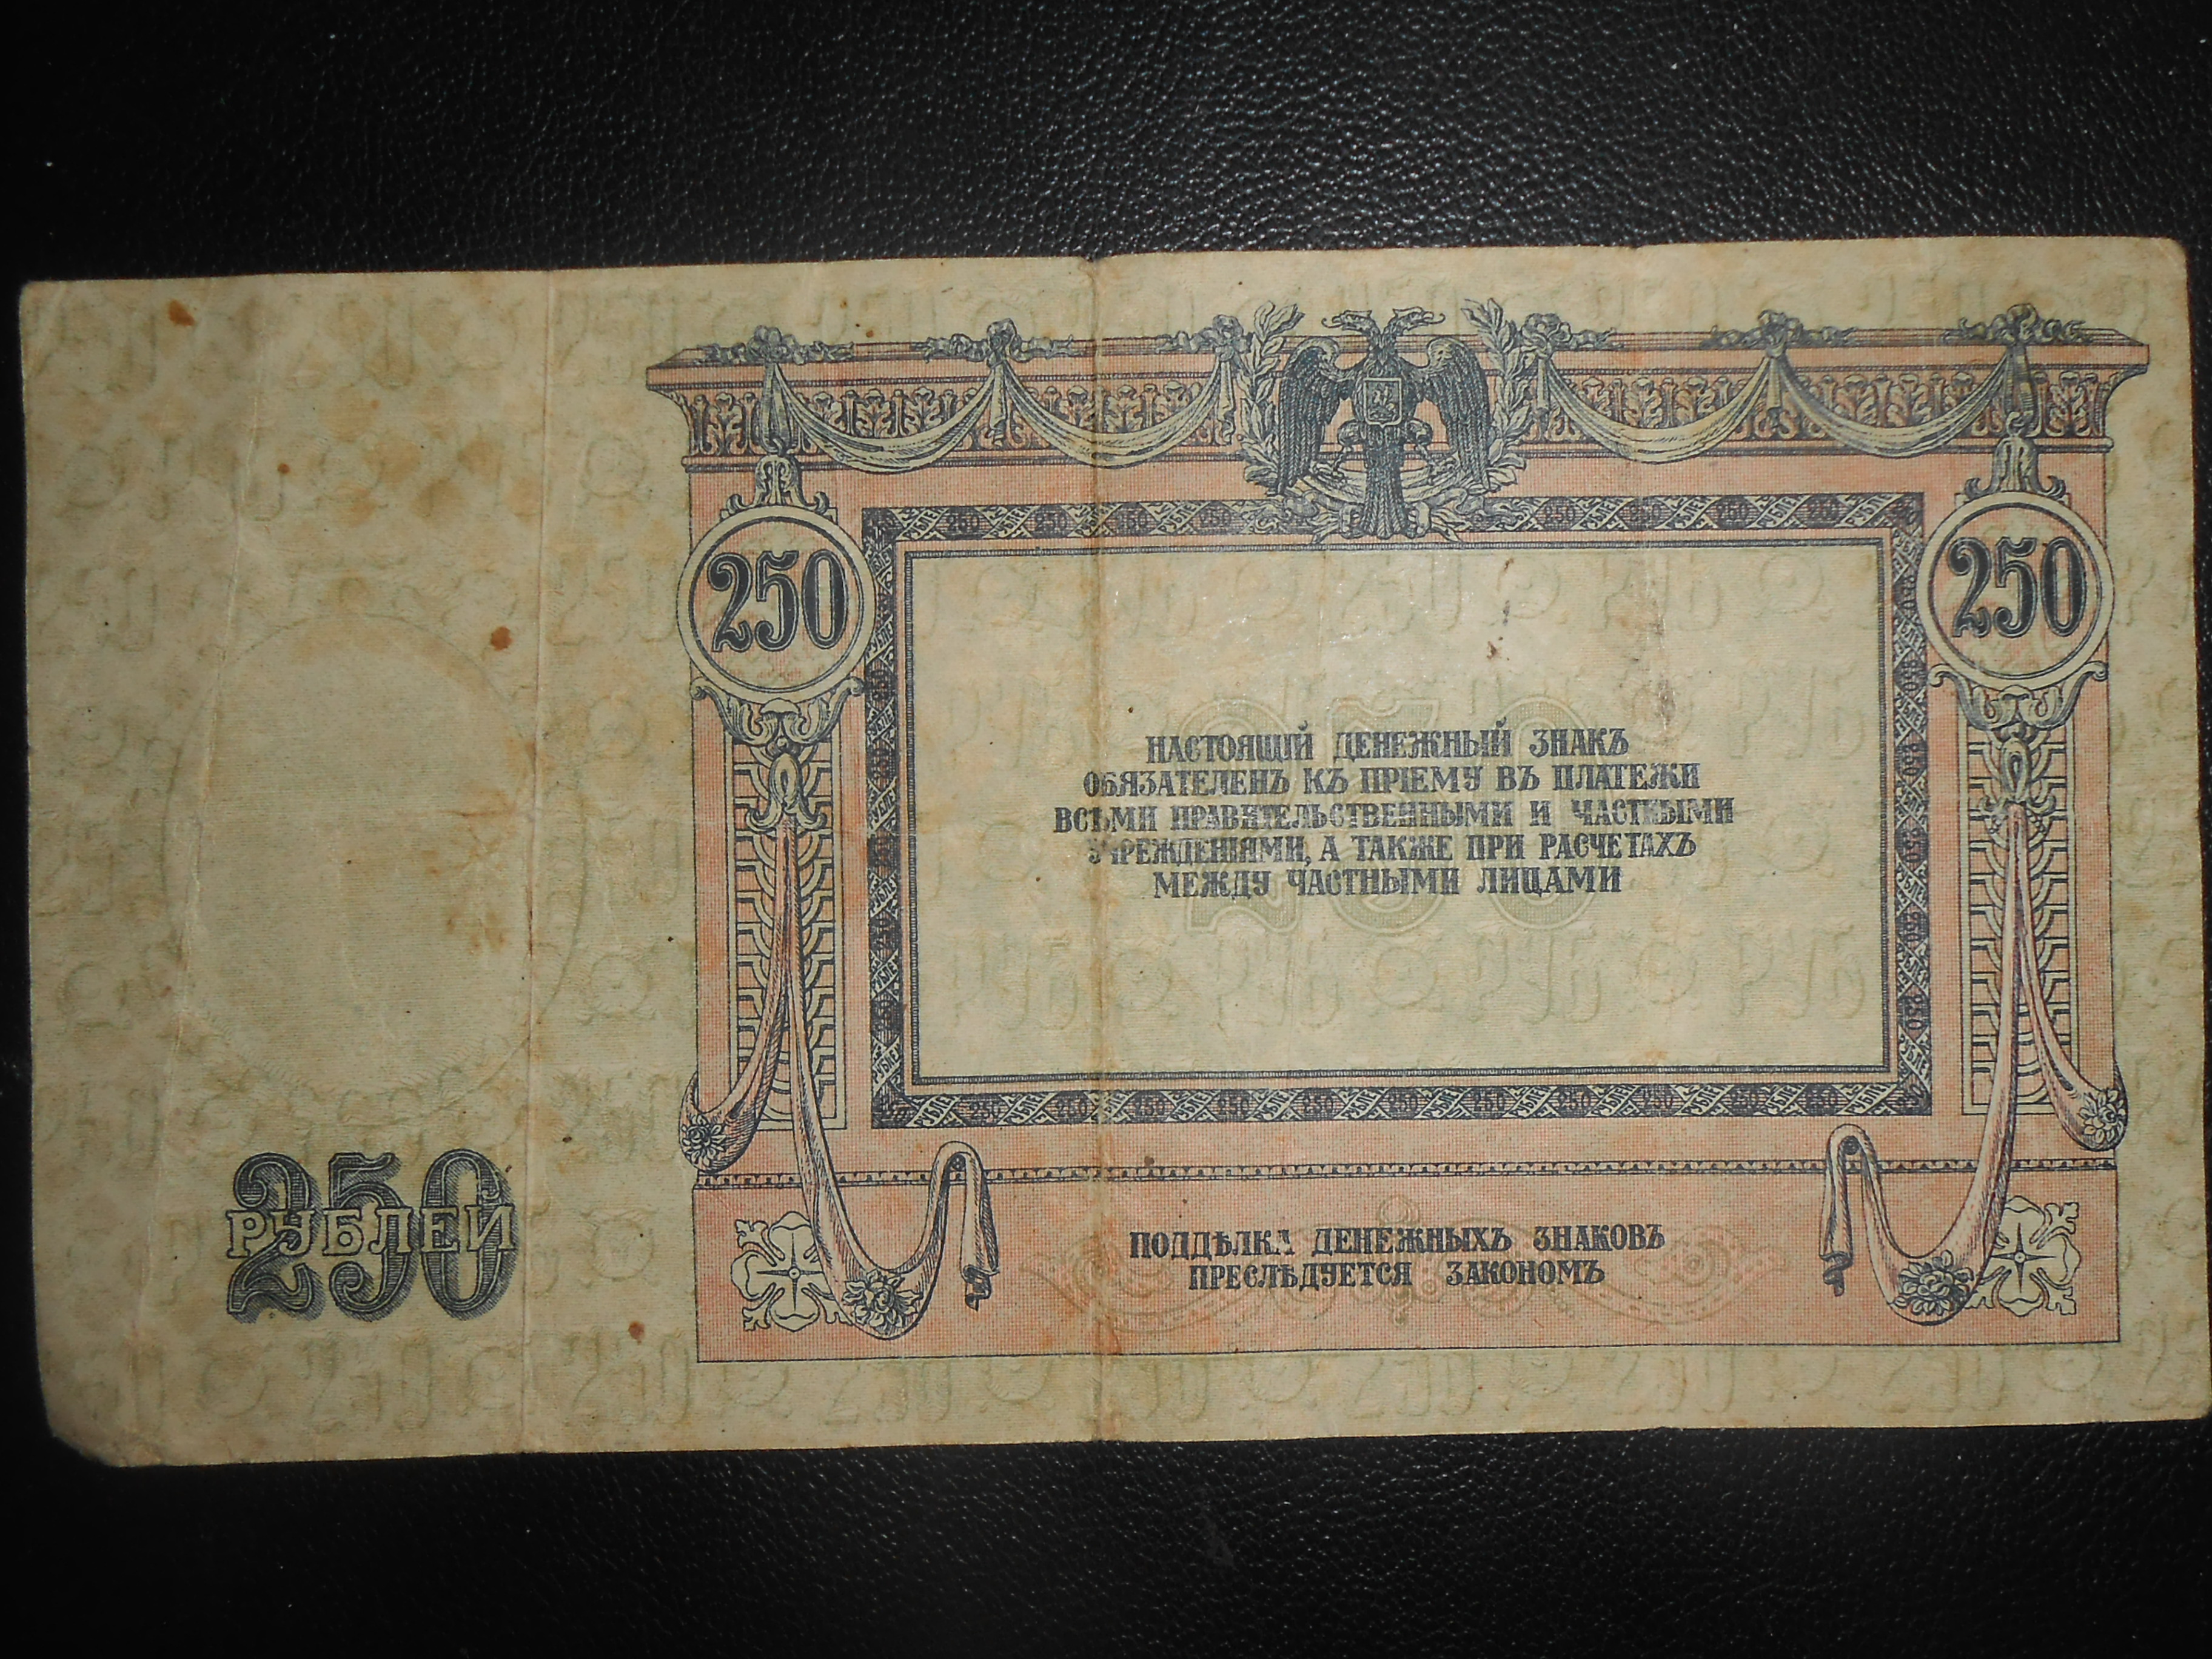 250
250
НАСТОЯЩІЙ ДЕНЕЖНЫЙ ЗНАКЪ
ОБЯЗАТЕЛЕНЪ КЪ ПРІЕМУ ВЪ ПЛАТЕЖИ
ВСѢМИ ПРАВИТЕЛЬСТВЕННЫМИ И ЧАСТНЫМИ
УЧРЕЖДЕНІЯМИ, А ТАКЖЕ ПРИ РАСЧЕТАХЪ
МЕЖДУ ЧАСТНЫМИ ЛИЦАМИ
250
РУБЛЕЙ
ПОДДѢЛКА ДЕНЕЖНЫХЪ ЗНАКОВЪ
ПРЕСЛѢДУЕТСЯ ЗАКОНОМЪ